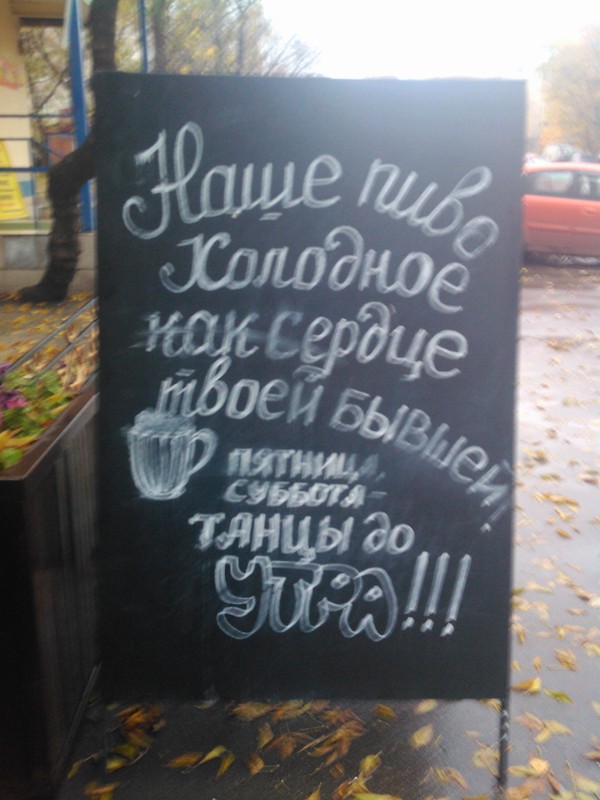 Наше пиво
Холодное
как сердце
твоей БЫВШЕЙ!
ПЯТНИЦА,
СУББОТА-
ТАНЦЫ до
УТРА!!!